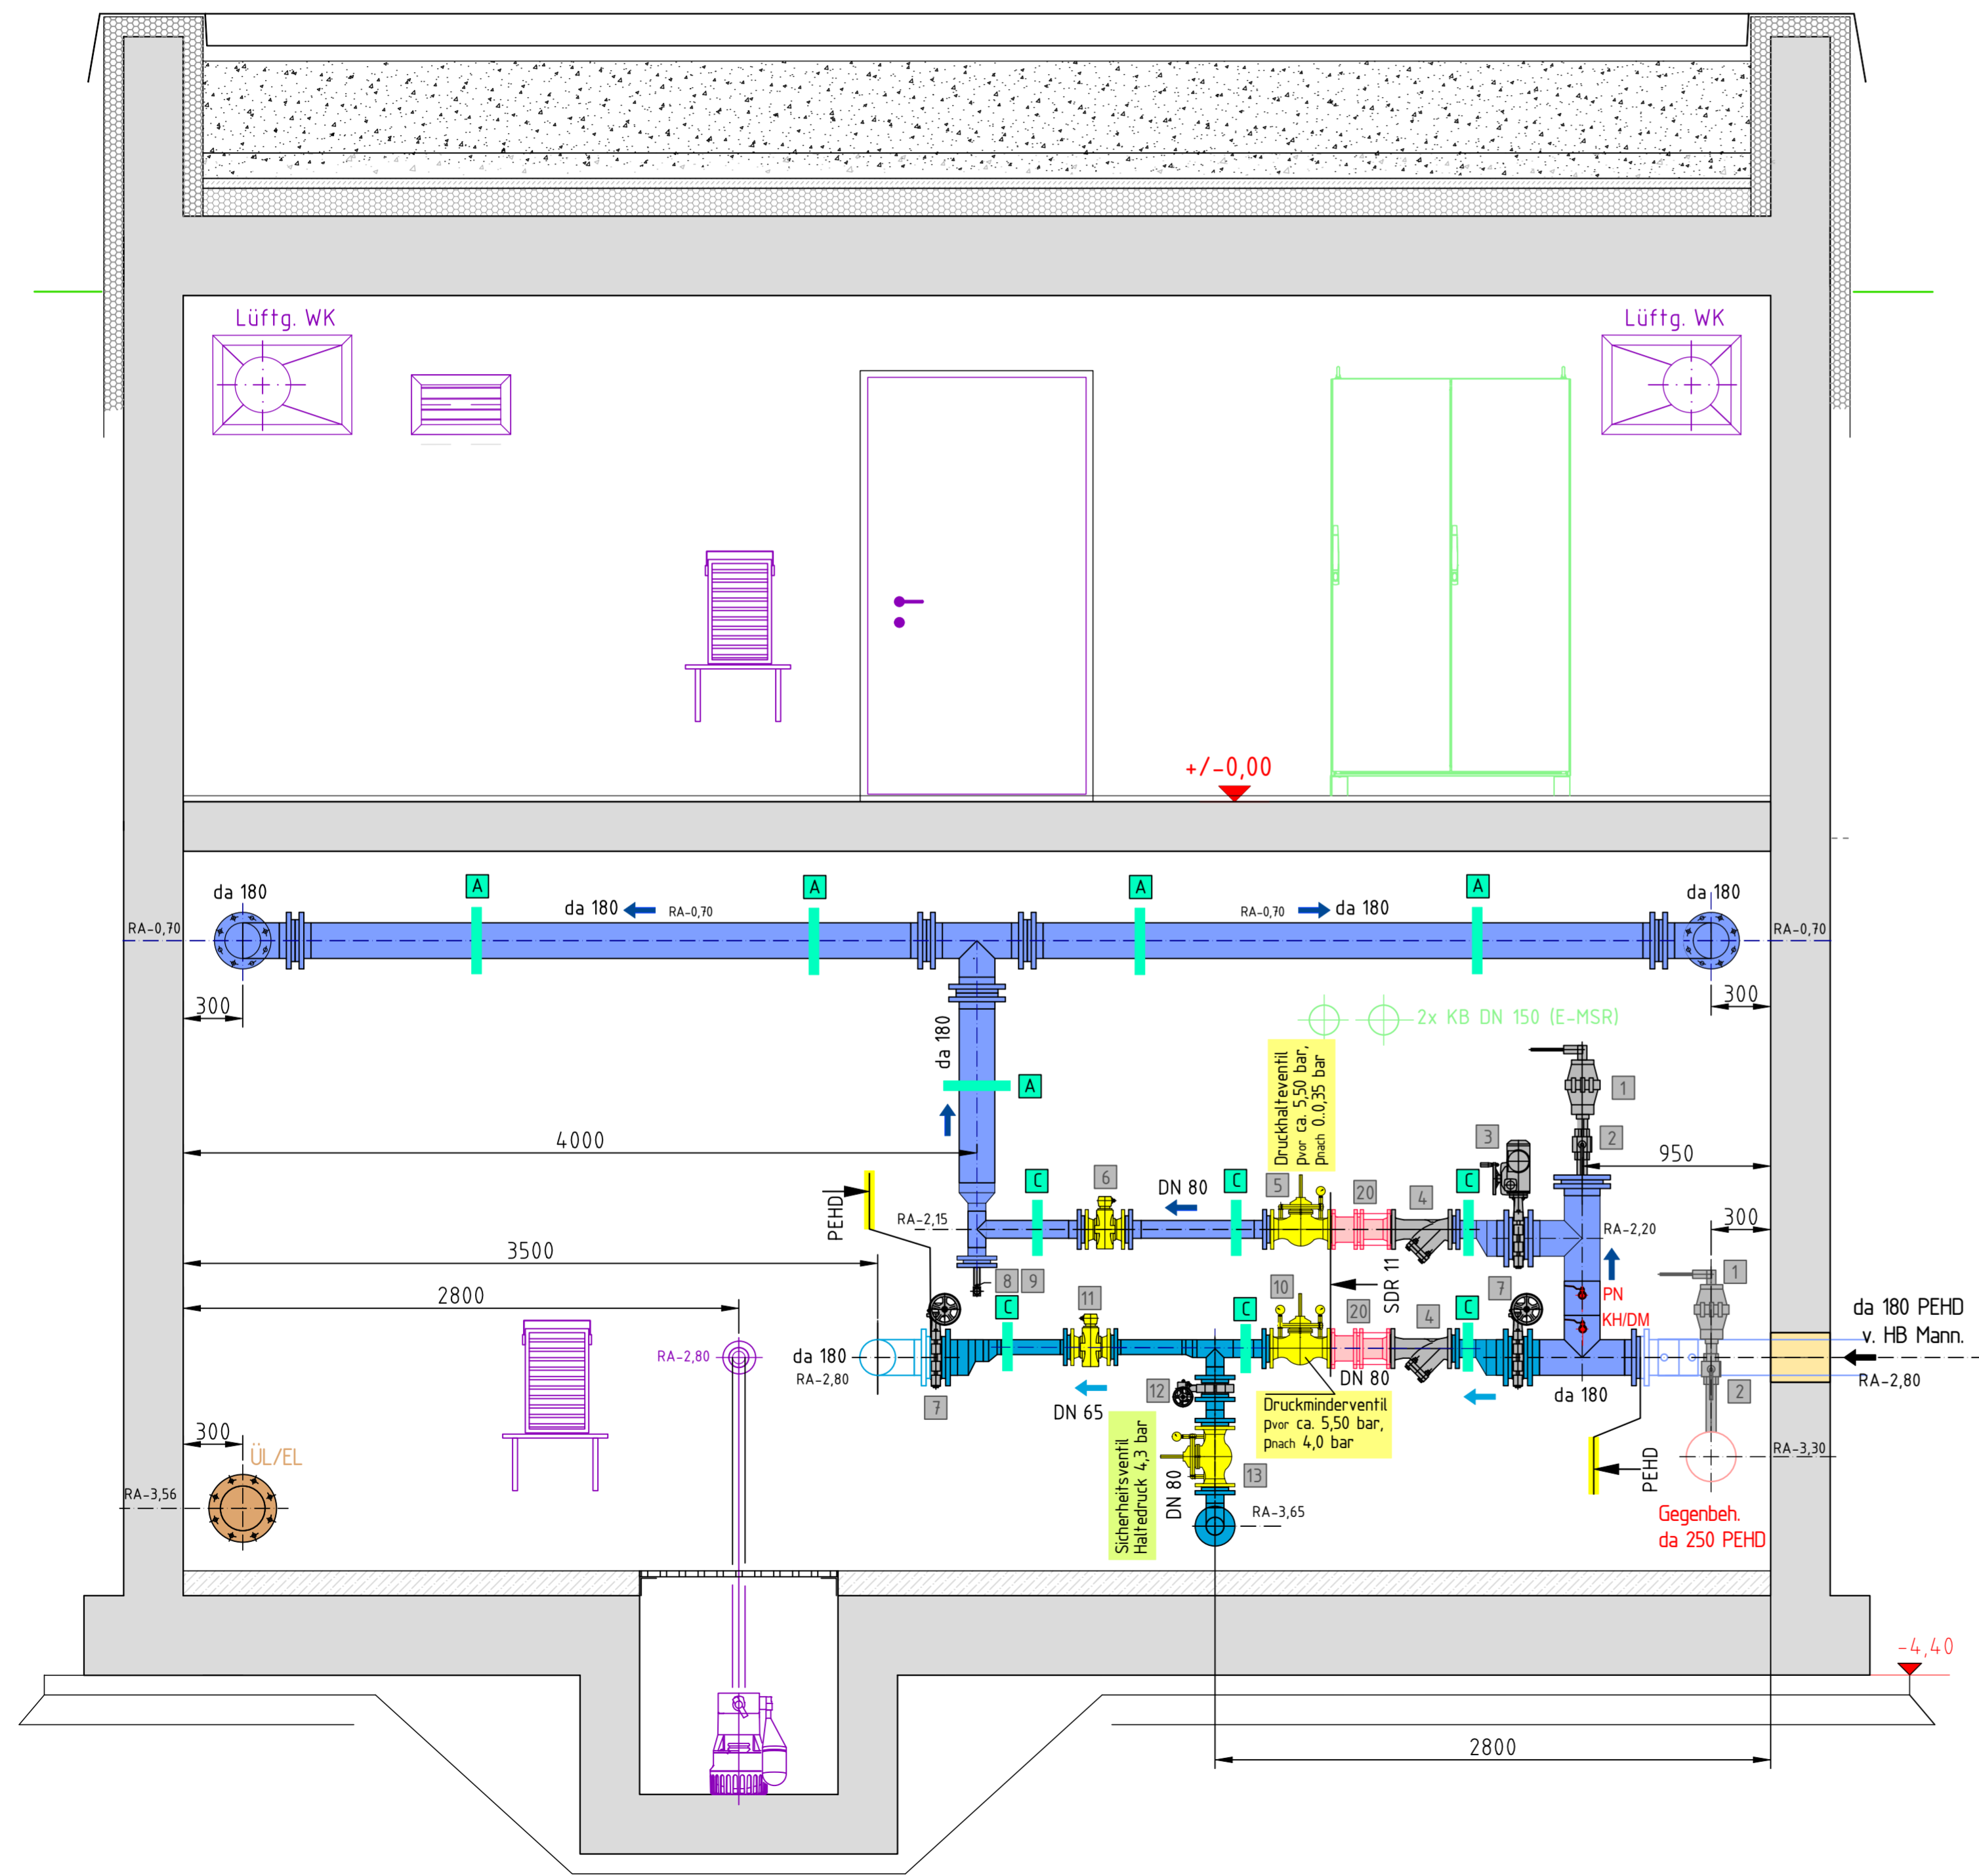 Lüftg. WK
Lüftg. WK
+/-0,00
A
A
A
A
da 180
da 180
RA-0,70
RA-0,70
da 180
da 180
RA-0,70
RA-0,70
300
300
2x KB DN 150 (E-MSR)
da 180
A
Druckhalteventil
pvor ca. 5,50 bar,
pnach 0..0,35 bar
1
2
3
4000
950
C
6
DN 80
C
5
20
4
C
PEHD
RA-2,15
RA-2,20
300
3500
8
9
SDR 11
7
1
2800
C
11
C
10
20
4
C
PN
KH/DM
da 180 PEHD
v. HB Mann.
RA-2,80
RA-2,80
da 180
RA-2,80
7
DN 65
12
DN 80
da 180
2
Druckminderventil
pvor ca. 5,50 bar,
pnach 4,0 bar
Sicherheitsventil
Haltedruck 4,3 bar
DN 80
13
PEHD
RA-3,30
300
ÜL/EL
RA-3,56
RA-3,65
Gegenbeh.
da 250 PEHD
-4,40
2800